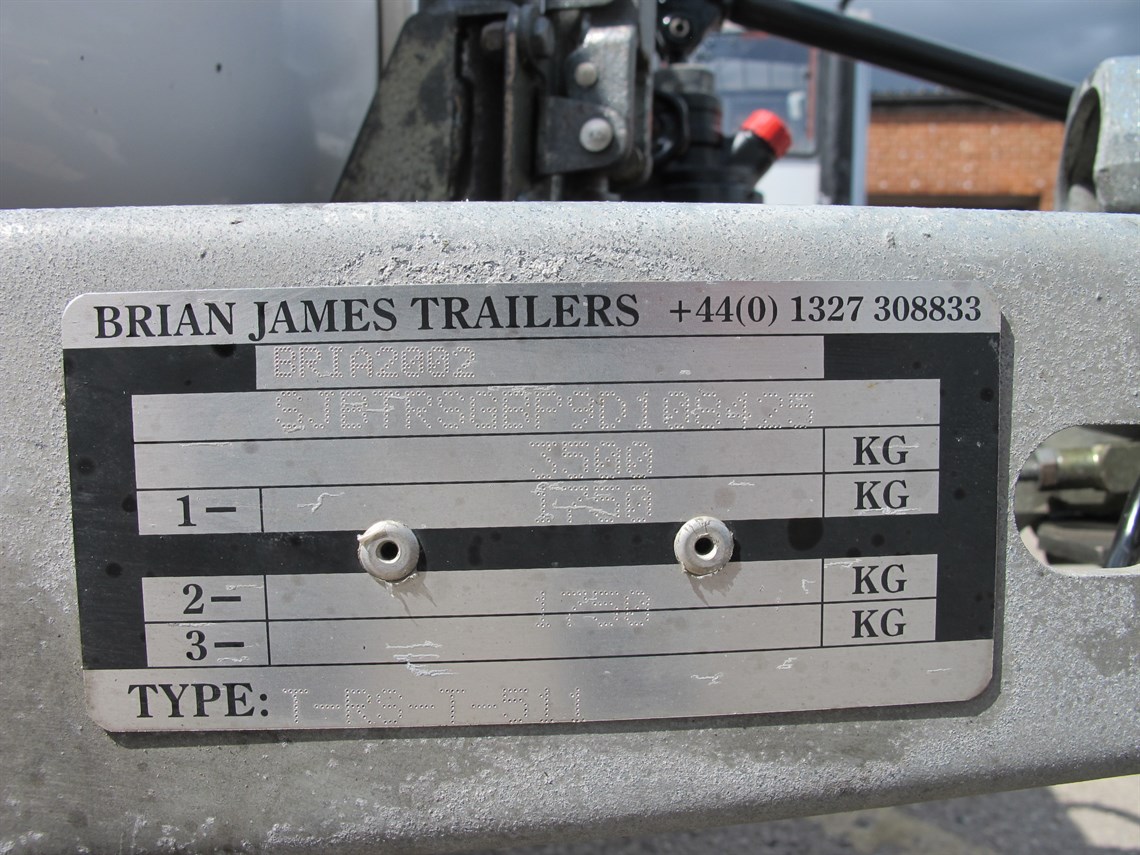 BRIAN JAMES TRAILERS +44(0) 1327 308833
BRIA2002
SJBTRSGBP9D108425
3500 KG
1- 1750 KG
2- 1750 KG
3- KG
TYPE: T-RS-T-511